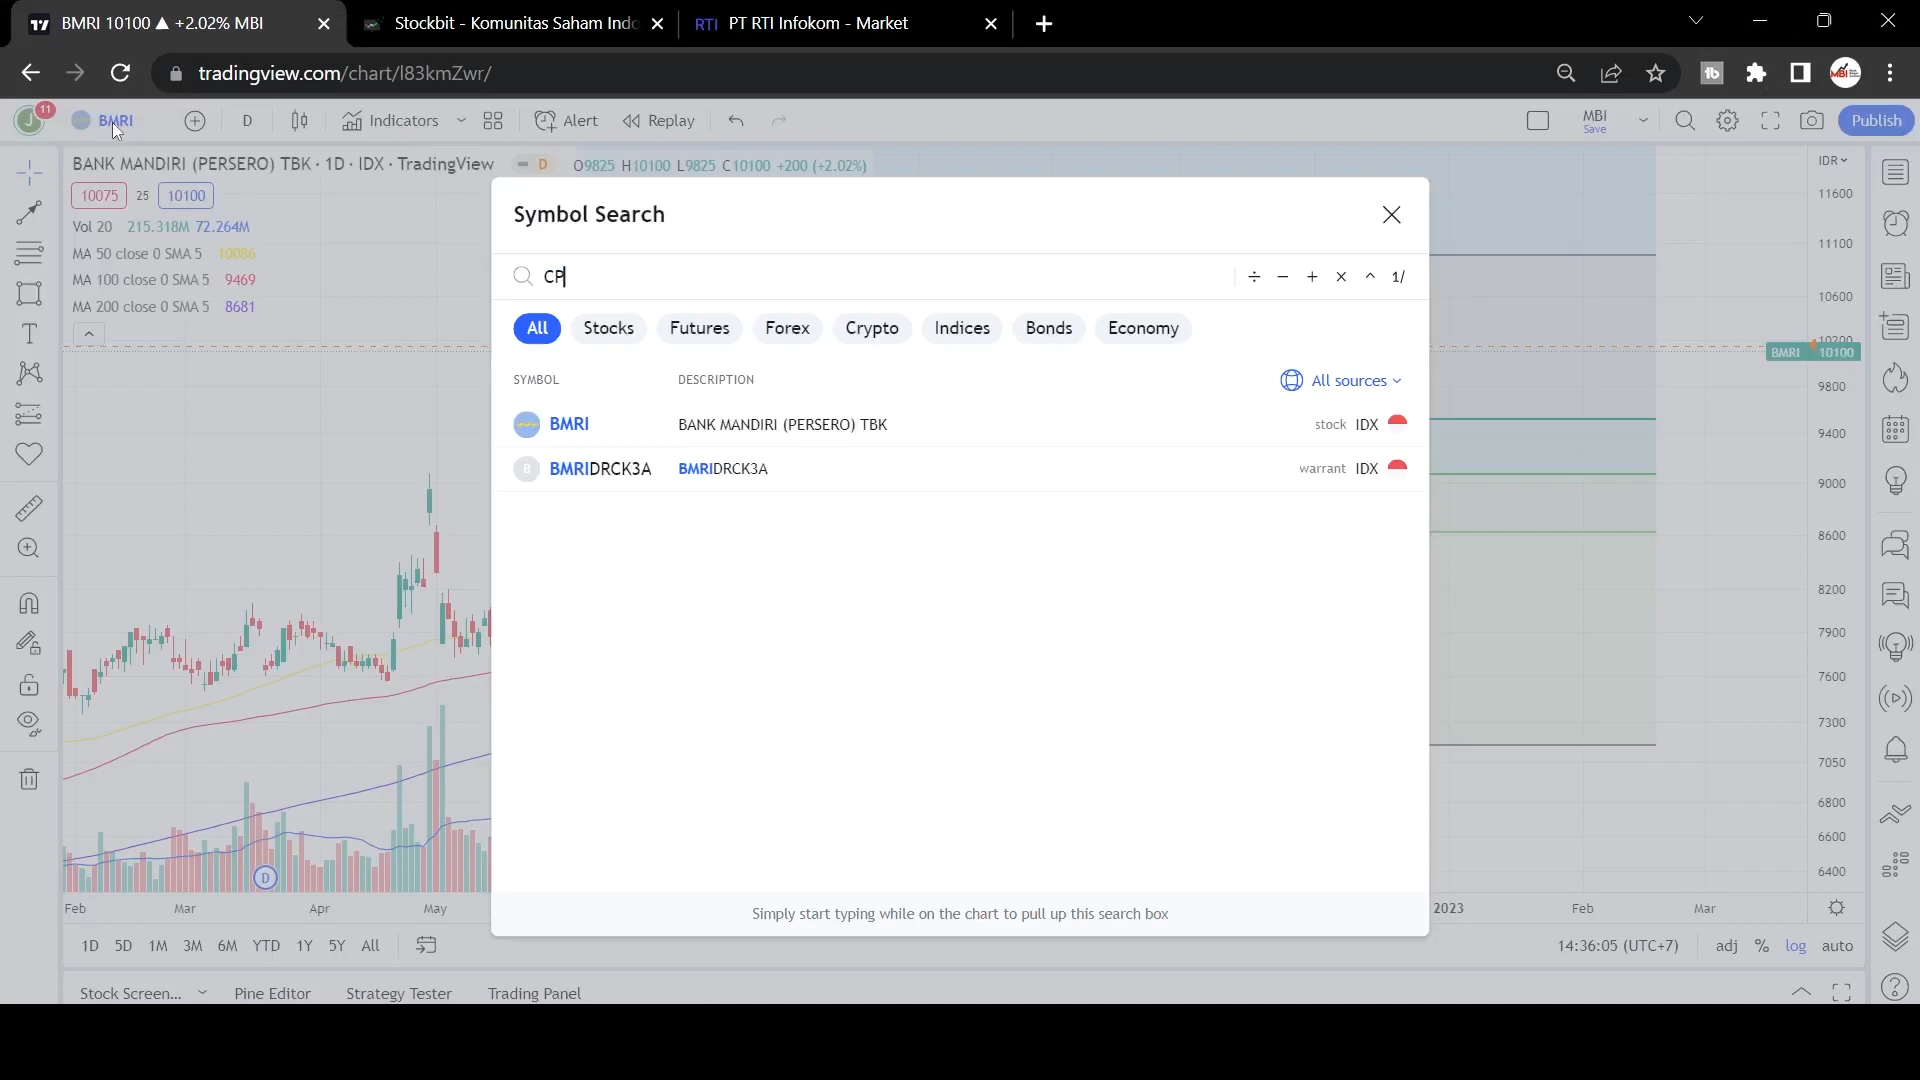 BMRI 10100 ▲ +2.02% MBI
Stockbit - Komunitas Saham Indo
RTI PT RTI Infokom - Market
tradingview.com/chart/l83kmZwr/
J 11 BMRI D Indicators Alert Replay MBI Save Publish
BANK MANDIRI (PERSERO) TBK · 1D · IDX · TradingView D O9825 H10100 L9825 C10100 +200 (+2.02%)
10075 25 10100
Vol 20 215.318M 72.264M
MA 50 close 0 SMA 5 10086
MA 100 close 0 SMA 5 9469
MA 200 close 0 SMA 5 8681
Symbol Search
CP
÷ − + × ^ 1/
All Stocks Futures Forex Crypto Indices Bonds Economy
SYMBOL DESCRIPTION All sources
BMRI BANK MANDIRI (PERSERO) TBK stock IDX
B BMRIDRCK3A BMRIDRCK3A warrant IDX
Simply start typing while on the chart to pull up this search box
IDR
11600
11100
10600
10200
BMRI 10100
9800
9400
9000
8600
8200
7900
7600
7300
7050
6800
6600
6400
D
Feb Mar Apr May 2023 Feb Mar
1D 5D 1M 3M 6M YTD 1Y 5Y All 14:36:05 (UTC+7) adj % log auto
Stock Screen... Pine Editor Strategy Tester Trading Panel